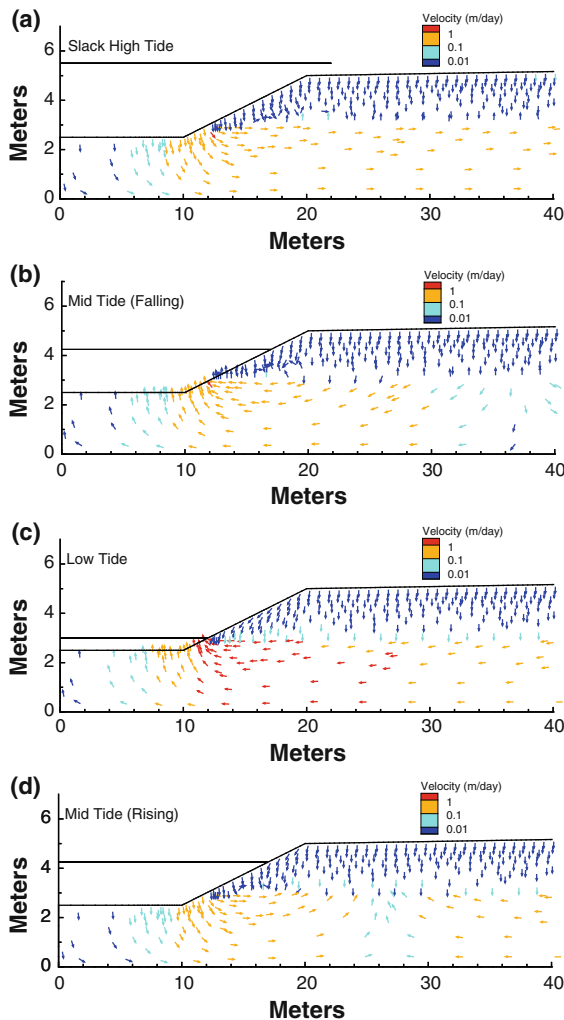 (a)
Slack High Tide
Velocity (m/day)
1
0.1
0.01
Meters
6
4
2
0
0 10 20 30 40
Meters
(b)
Mid Tide (Falling)
Velocity (m/day)
1
0.1
0.01
Meters
6
4
2
0
0 10 20 30 40
Meters
(c)
Low Tide
Velocity (m/day)
1
0.1
0.01
Meters
6
4
2
0
0 10 20 30 40
Meters
(d)
Mid Tide (Rising)
Velocity (m/day)
1
0.1
0.01
Meters
6
4
2
0
0 10 20 30 40
Meters